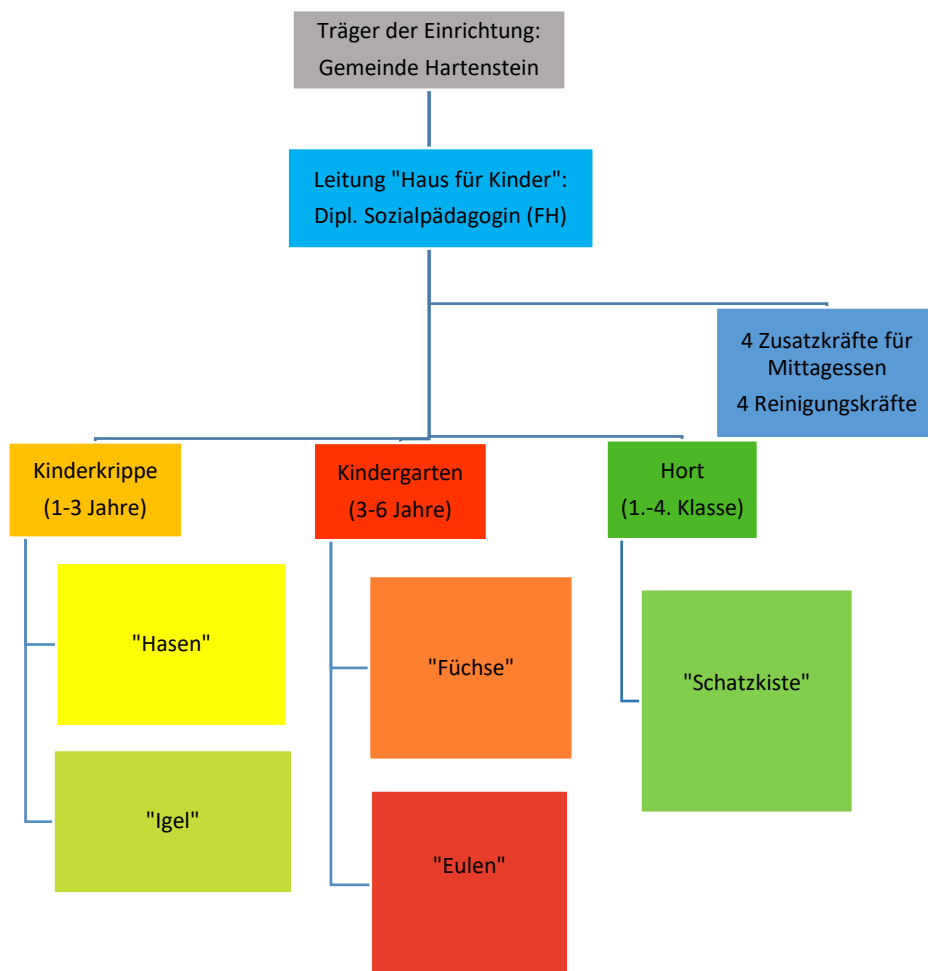 Träger der Einrichtung:
Gemeinde Hartenstein
Leitung "Haus für Kinder":
Dipl. Sozialpädagogin (FH)
4 Zusatzkräfte für
Mittagessen
4 Reinigungskräfte
Kinderkrippe
(1-3 Jahre)
Kindergarten
(3-6 Jahre)
Hort
(1.-4. Klasse)
"Hasen"
"Füchse"
"Schatzkiste"
"Igel"
"Eulen"